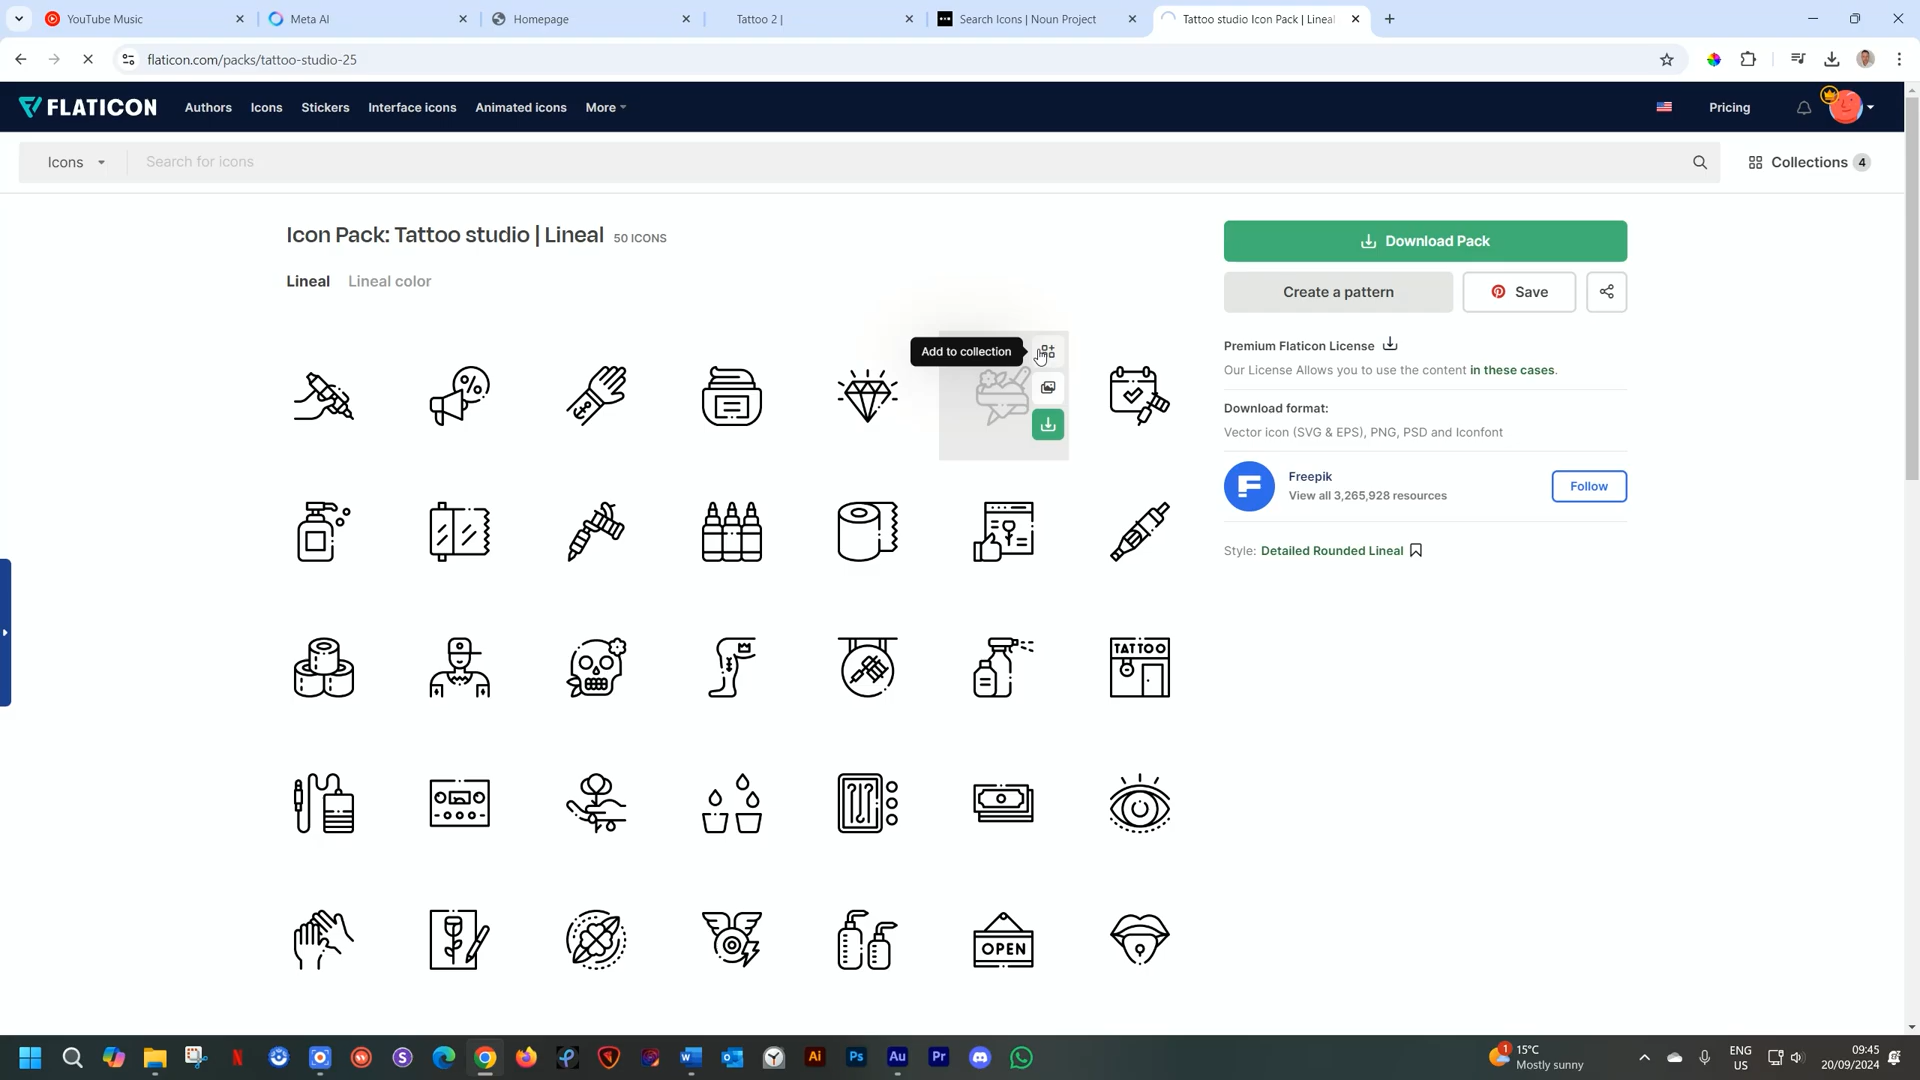 YouTube Music
Meta AI
Homepage
Tattoo 2 |
Search Icons | Noun Project
Tattoo studio Icon Pack | Lineal
flaticon.com/packs/tattoo-studio-25
FLATICON
Authors
Icons
Stickers
Interface icons
Animated icons
More
Pricing
Icons
Search for icons
Collections 4
Icon Pack: Tattoo studio | Lineal 50 ICONS
Lineal
Lineal color
Download Pack
Create a pattern
Save
Add to collection
Premium Flaticon License
Our License Allows you to use the content in these cases.
Download format:
Vector icon (SVG & EPS), PNG, PSD and Iconfont
Freepik
View all 3,265,928 resources
Follow
Style: Detailed Rounded Lineal
%
TATTOO
OPEN
Ai
Ps
Au
Pr
1
15°C
Mostly sunny
ENG
US
09:45
20/09/2024